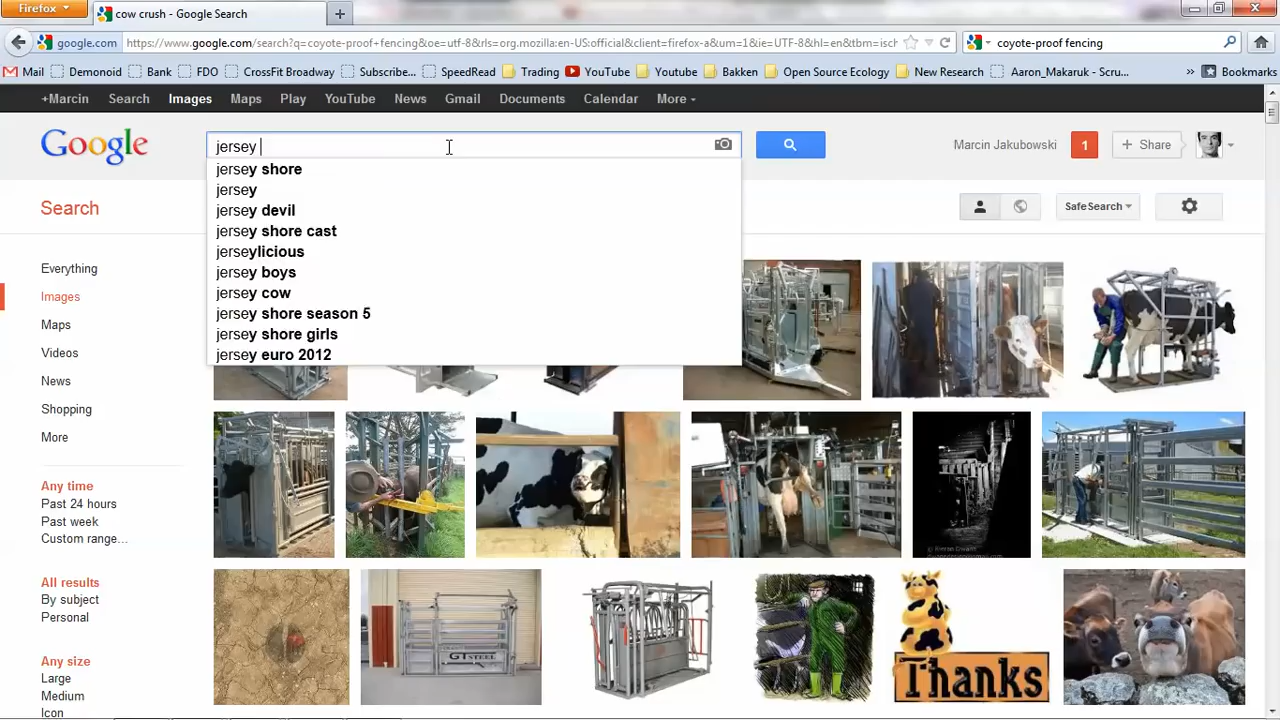 Firefox
cow crush - Google Search
google.com
https://www.google.com/search?q=coyote-proof+fencing&oe=utf-8&rls=org.mozilla:en-US:official&client=firefox-a&um=1&ie=UTF-8&hl=en&tbm=isch
coyote-proof fencing
Mail Demonoid Bank FDO CrossFit Broadway Subscribe... SpeedRead Trading YouTube Youtube Bakken Open Source Ecology New Research Aaron_Makaruk - Scru... » Bookmarks
+Marcin Search Images Maps Play YouTube News Gmail Documents Calendar More
Google
jersey
Marcin Jakubowski
1
+ Share
jersey shore
jersey
jersey devil
jersey shore cast
jerseylicious
jersey boys
jersey cow
jersey shore season 5
jersey shore girls
jersey euro 2012
Search
SafeSearch
Everything
Images
Maps
Videos
News
Shopping
More
Any time
Past 24 hours
Past week
Custom range...
All results
By subject
Personal
Any size
Large
Medium
Icon
GT STEEL
Thanks